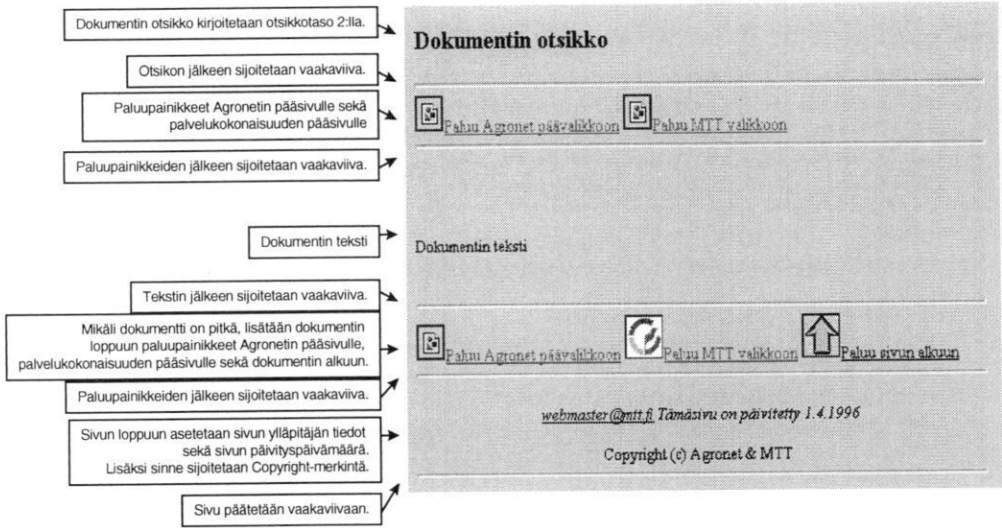 Dokumentin otsikko kirjoitetaan otsikkotaso 2:lla.
Otsikon jälkeen sijoitetaan vaakaviiva.
Paluupainikkeet Agronetin pääsivulle sekä
palvelukokonaisuuden pääsivulle
Paluupainikkeiden jälkeen sijoitetaan vaakaviiva.
Dokumentin teksti
Tekstin jälkeen sijoitetaan vaakaviiva.
Mikäli dokumentti on pitkä, lisätään dokumentin
loppuun paluupainikkeet Agronetin pääsivulle,
palvelukokonaisuuden pääsivulle sekä dokumentin alkuun.
Paluupainikkeiden jälkeen sijoitetaan vaakaviiva.
Sivun loppuun asetetaan sivun ylläpitäjän tiedot
sekä sivun päivityspäivämäärä.
Lisäksi sinne sijoitetaan Copyright-merkintä.
Sivu päätetään vaakaviivaan.
Dokumentin otsikko
Paluu Agronet päävalikkoon Paluu MTT valikkoon
Dokumentin teksti
Paluu Agronet päävalikkoon Paluu MTT valikkoon Paluu sivun alkuun
webmaster@mtt.fi Tämäsivu on päivitetty 1.4.1996
Copyright (c) Agronet & MTT